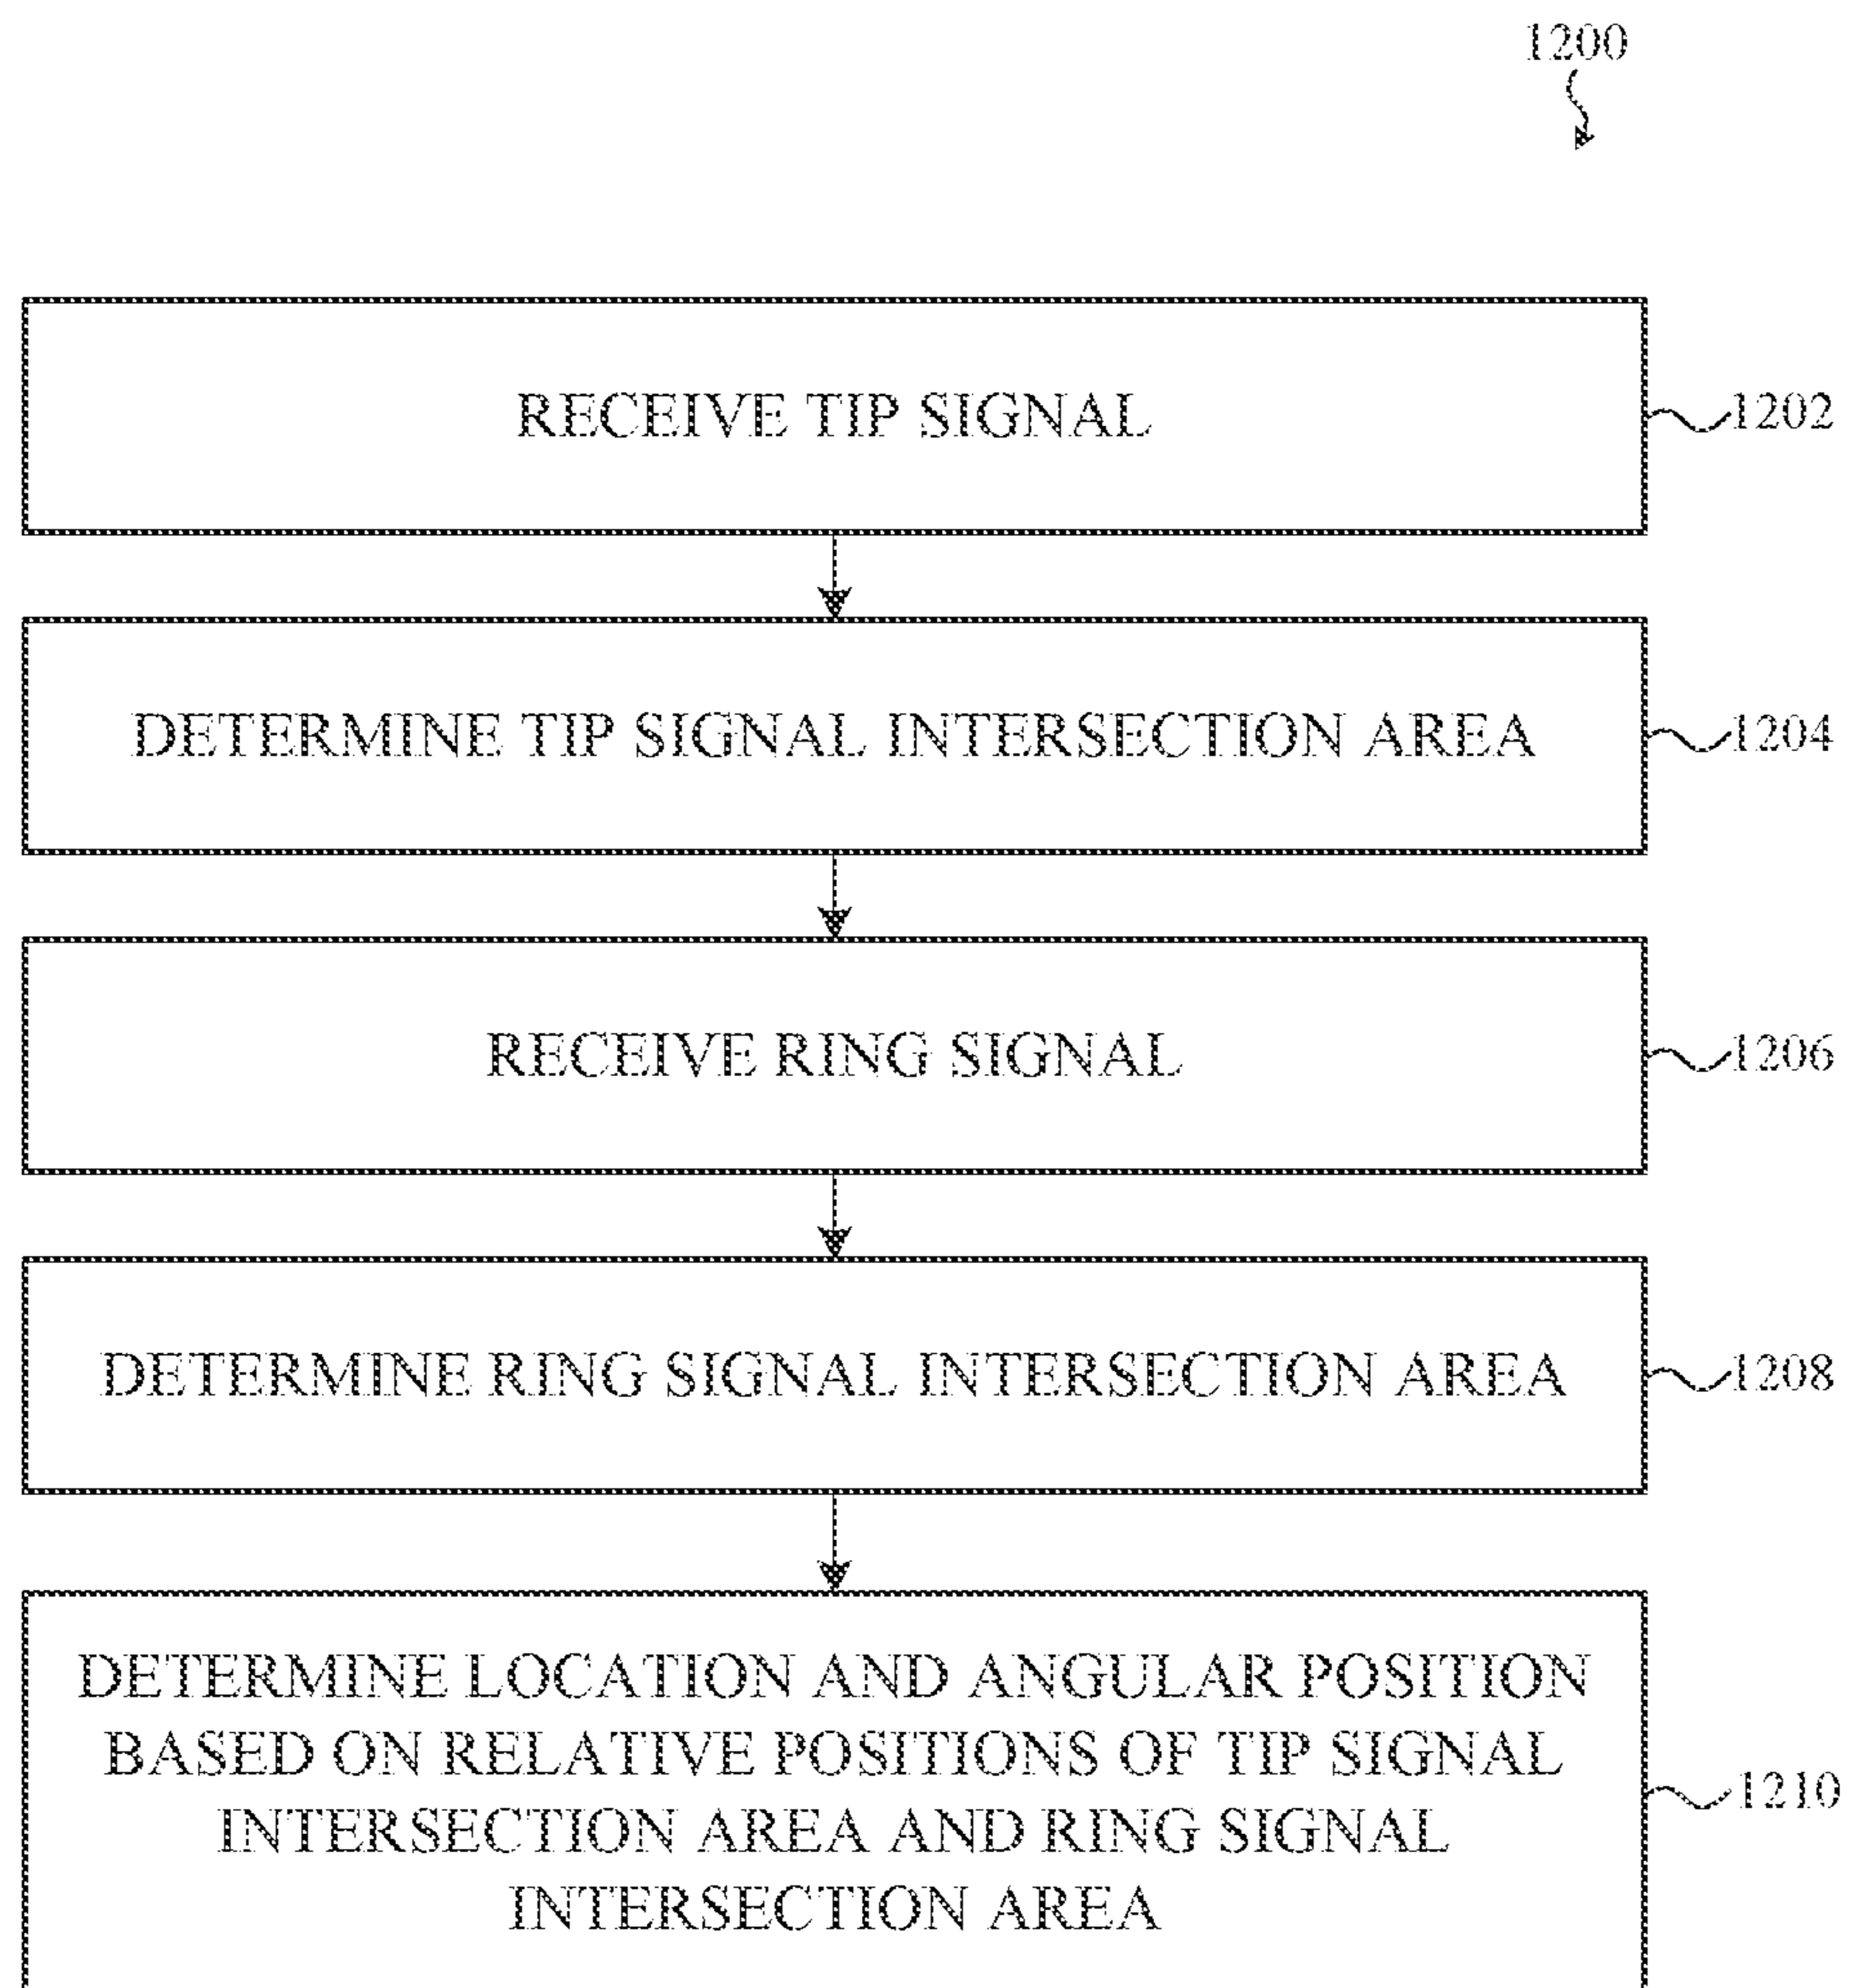 1200
RECEIVE TIP SIGNAL
1202
DETERMINE TIP SIGNAL INTERSECTION AREA
1204
RECEIVE RING SIGNAL
1206
DETERMINE RING SIGNAL INTERSECTION AREA
1208
DETERMINE LOCATION AND ANGULAR POSITION
BASED ON RELATIVE POSITIONS OF TIP SIGNAL
INTERSECTION AREA AND RING SIGNAL
INTERSECTION AREA
1210